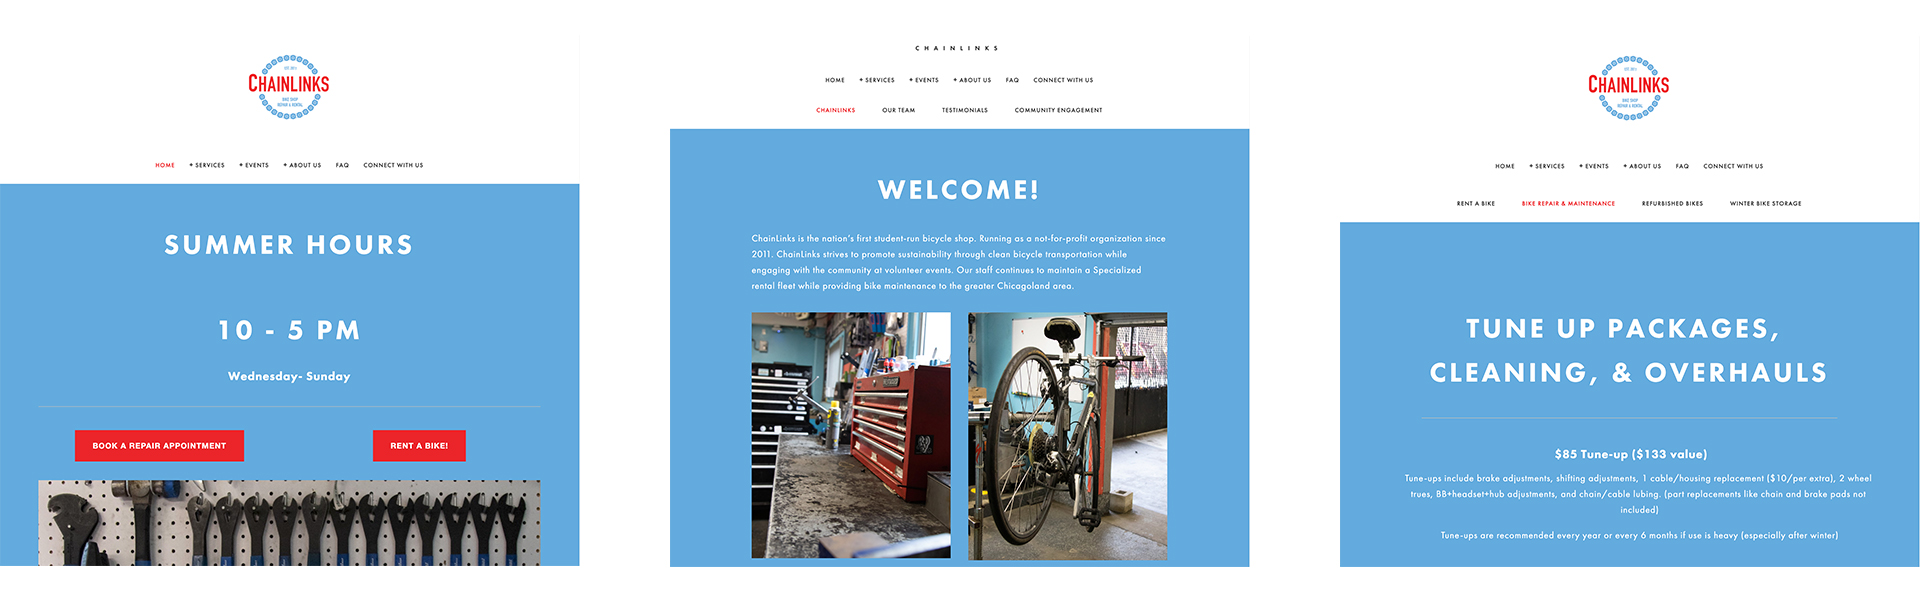 EST. 2011
CHAINLINKS
BIKE SHOP
REPAIR & RENTAL
HOME + SERVICES + EVENTS + ABOUT US FAQ CONNECT WITH US
SUMMER HOURS
10 - 5 PM
Wednesday- Sunday
BOOK A REPAIR APPOINTMENT RENT A BIKE!
CHAINLINKS
HOME + SERVICES + EVENTS + ABOUT US FAQ CONNECT WITH US
CHAINLINKS OUR TEAM TESTIMONIALS COMMUNITY ENGAGEMENT
WELCOME!
ChainLinks is the nation's first student-run bicycle shop. Running as a not-for-profit organization since
2011. ChainLinks strives to promote sustainability through clean bicycle transportation while
engaging with the community at volunteer events. Our staff continues to maintain a Specialized
rental fleet while providing bike maintenance to the greater Chicagoland area.
EST. 2011
CHAINLINKS
BIKE SHOP
REPAIR & RENTAL
HOME + SERVICES + EVENTS + ABOUT US FAQ CONNECT WITH US
RENT A BIKE BIKE REPAIR & MAINTENANCE REFURBISHED BIKES WINTER BIKE STORAGE
TUNE UP PACKAGES,
CLEANING, & OVERHAULS
$85 Tune-up ($133 value)
Tune-ups include brake adjustments, shifting adjustments, 1 cable/housing replacement ($10/per extra), 2 wheel
trues, BB+headset+hub adjustments, and chain/cable lubing. (part replacements like chain and brake pads not
included)
Tune-ups are recommended every year or every 6 months if use is heavy (especially after winter)